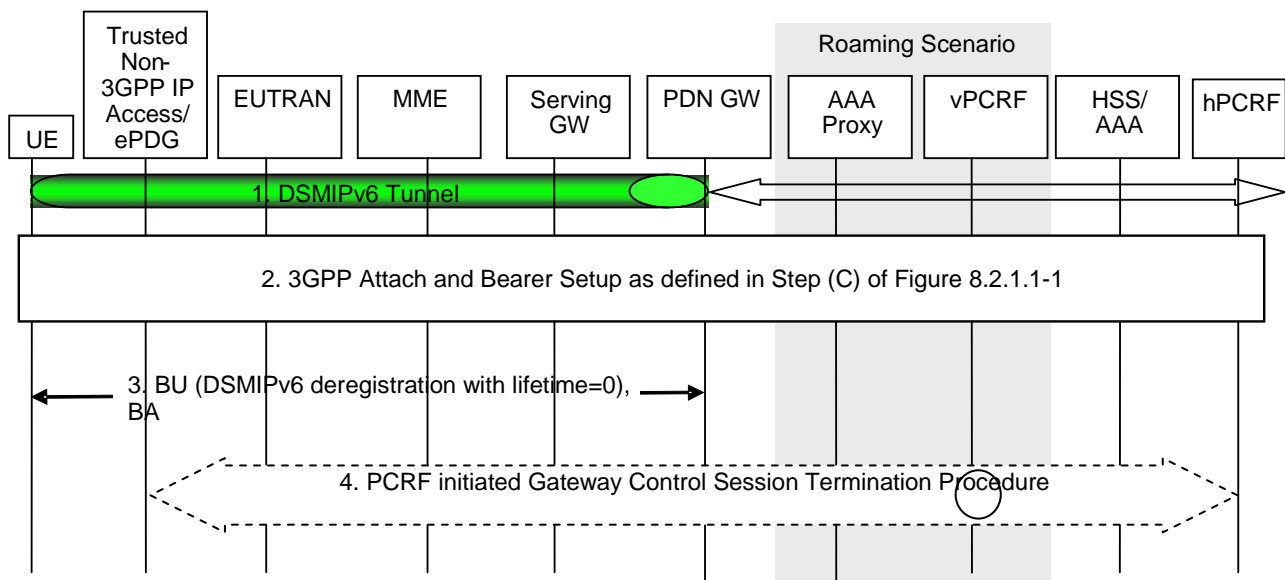 Roaming Scenario
UE
Trusted
Non-
3GPP IP
Access/
ePDG
EUTRAN
MME
Serving
GW
PDN GW
AAA
Proxy
vPCRF
HSS/
AAA
hPCRF
1. DSMIPv6 Tunnel
2. 3GPP Attach and Bearer Setup as defined in Step (C) of Figure 8.2.1.1-1
3. BU (DSMIPv6 deregistration with lifetime=0),
BA
4. PCRF initiated Gateway Control Session Termination Procedure